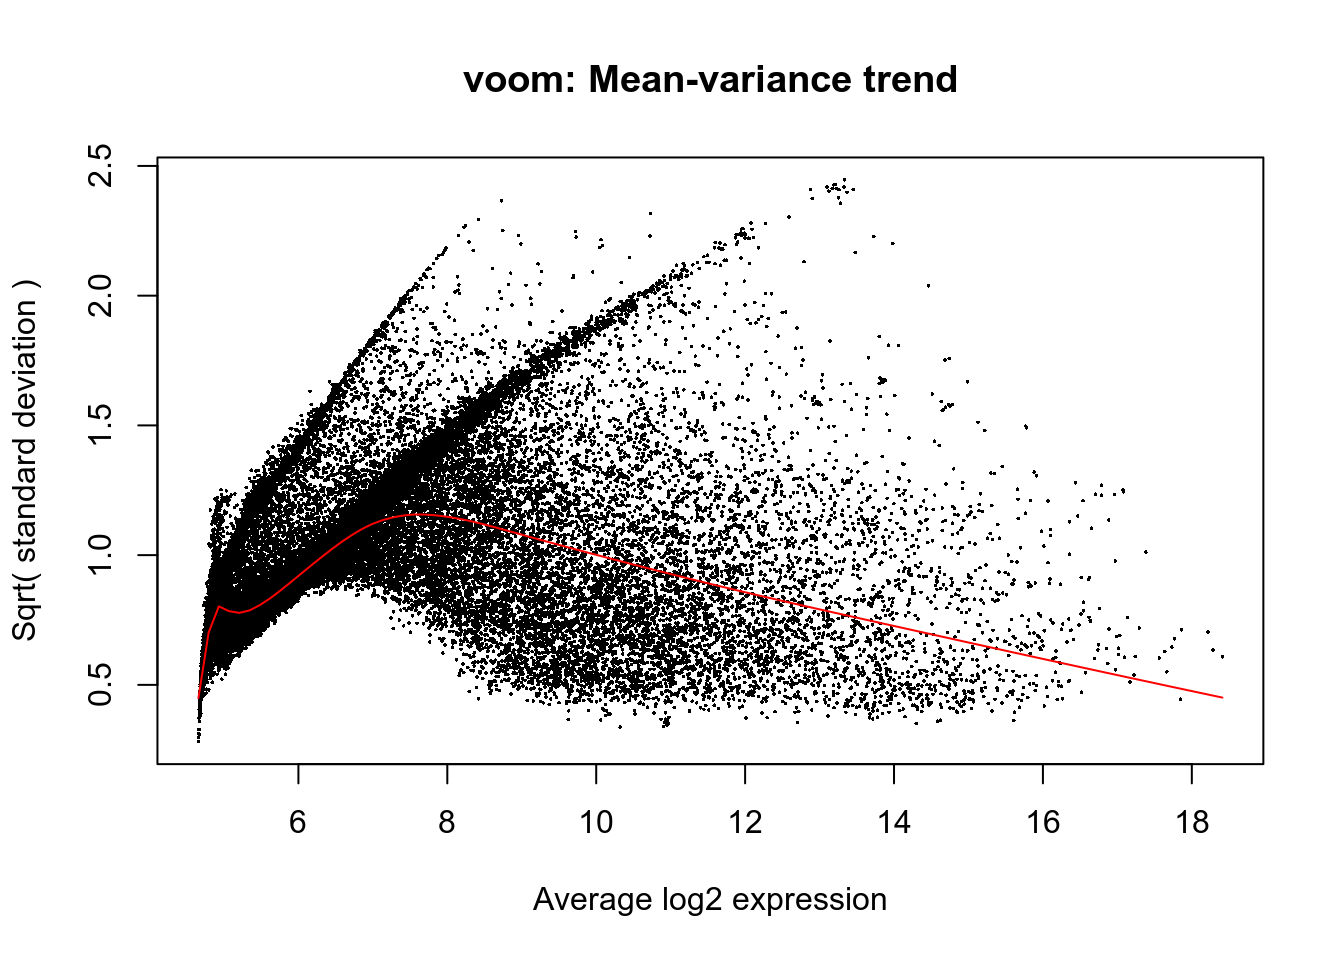 voom: Mean-variance trend
Sqrt( standard deviation )
2.5
2.0
1.5
1.0
0.5
6 8 10 12 14 16 18
Average log2 expression